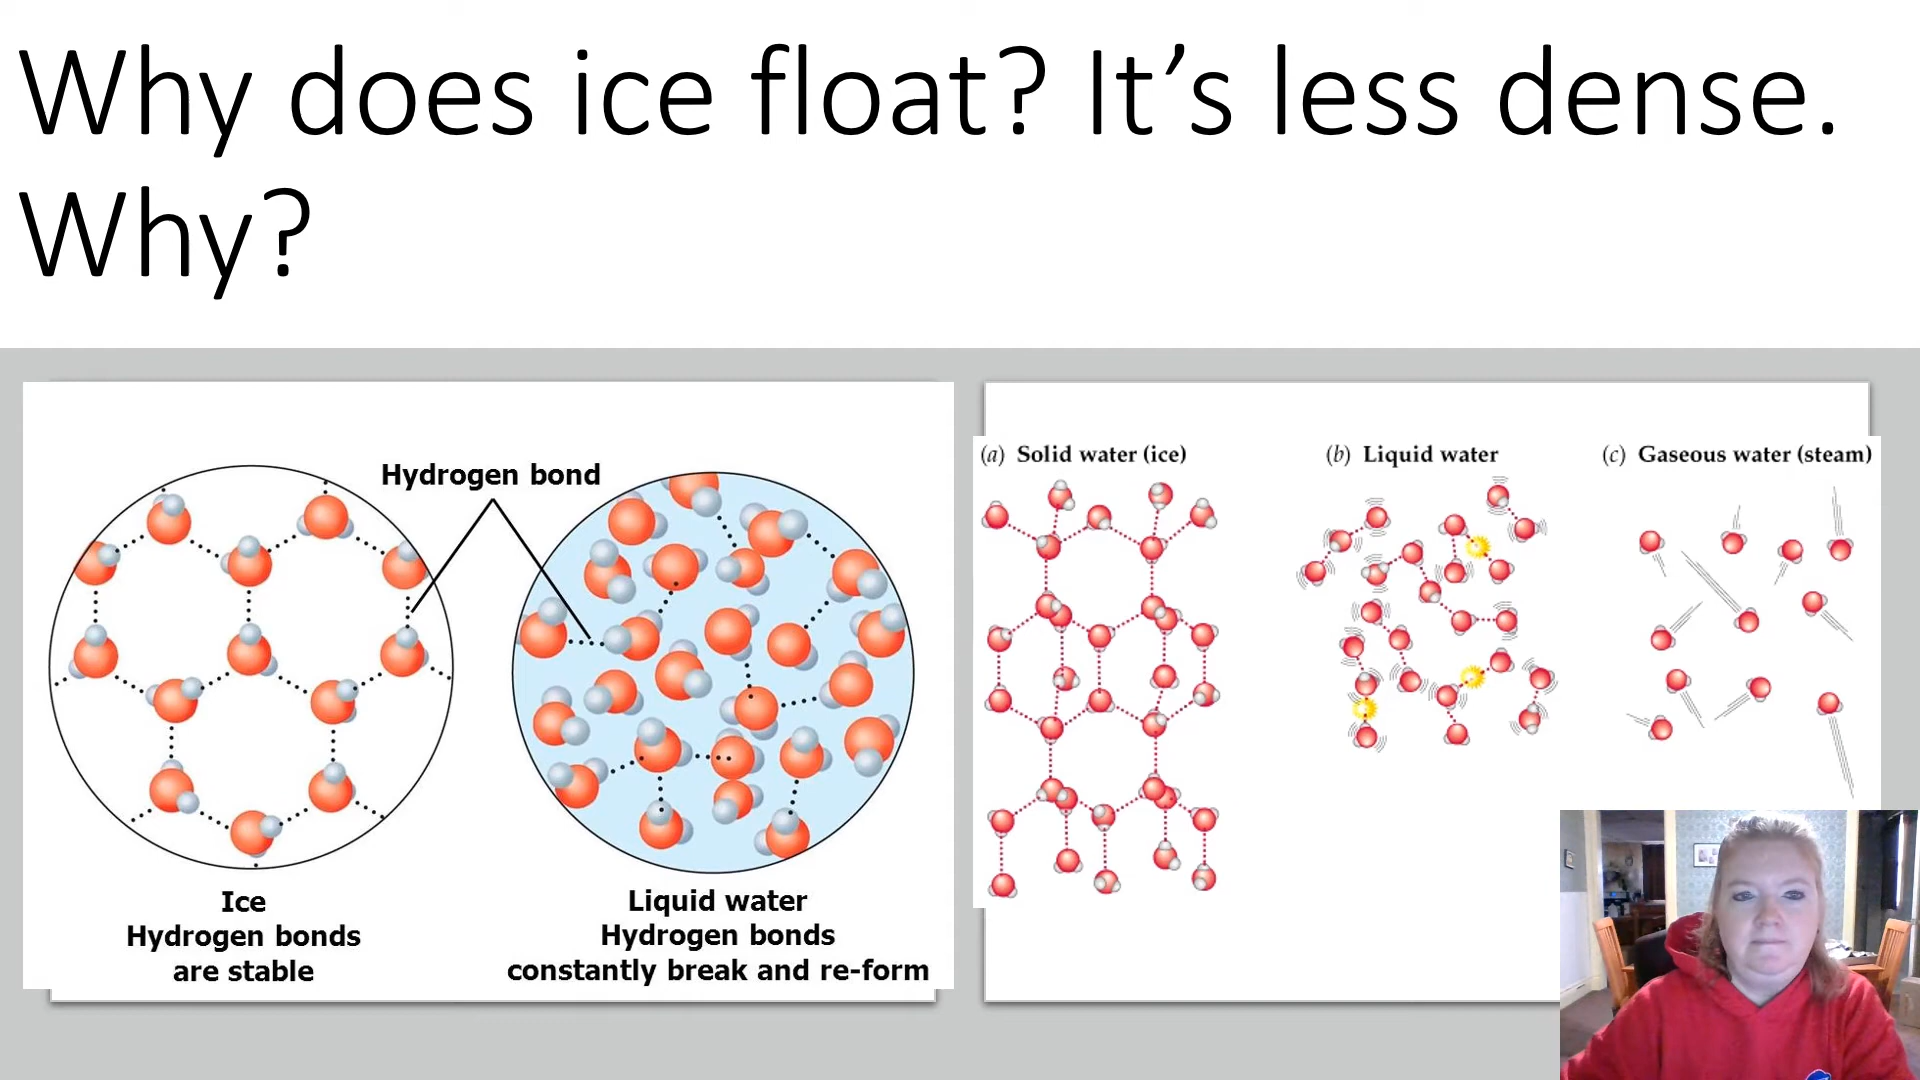 Why does ice float? It’s less dense.
Why?
Hydrogen bond
Ice
Hydrogen bonds
are stable
Liquid water
Hydrogen bonds
constantly break and re-form
(a) Solid water (ice)
(b) Liquid water
(c) Gaseous water (steam)